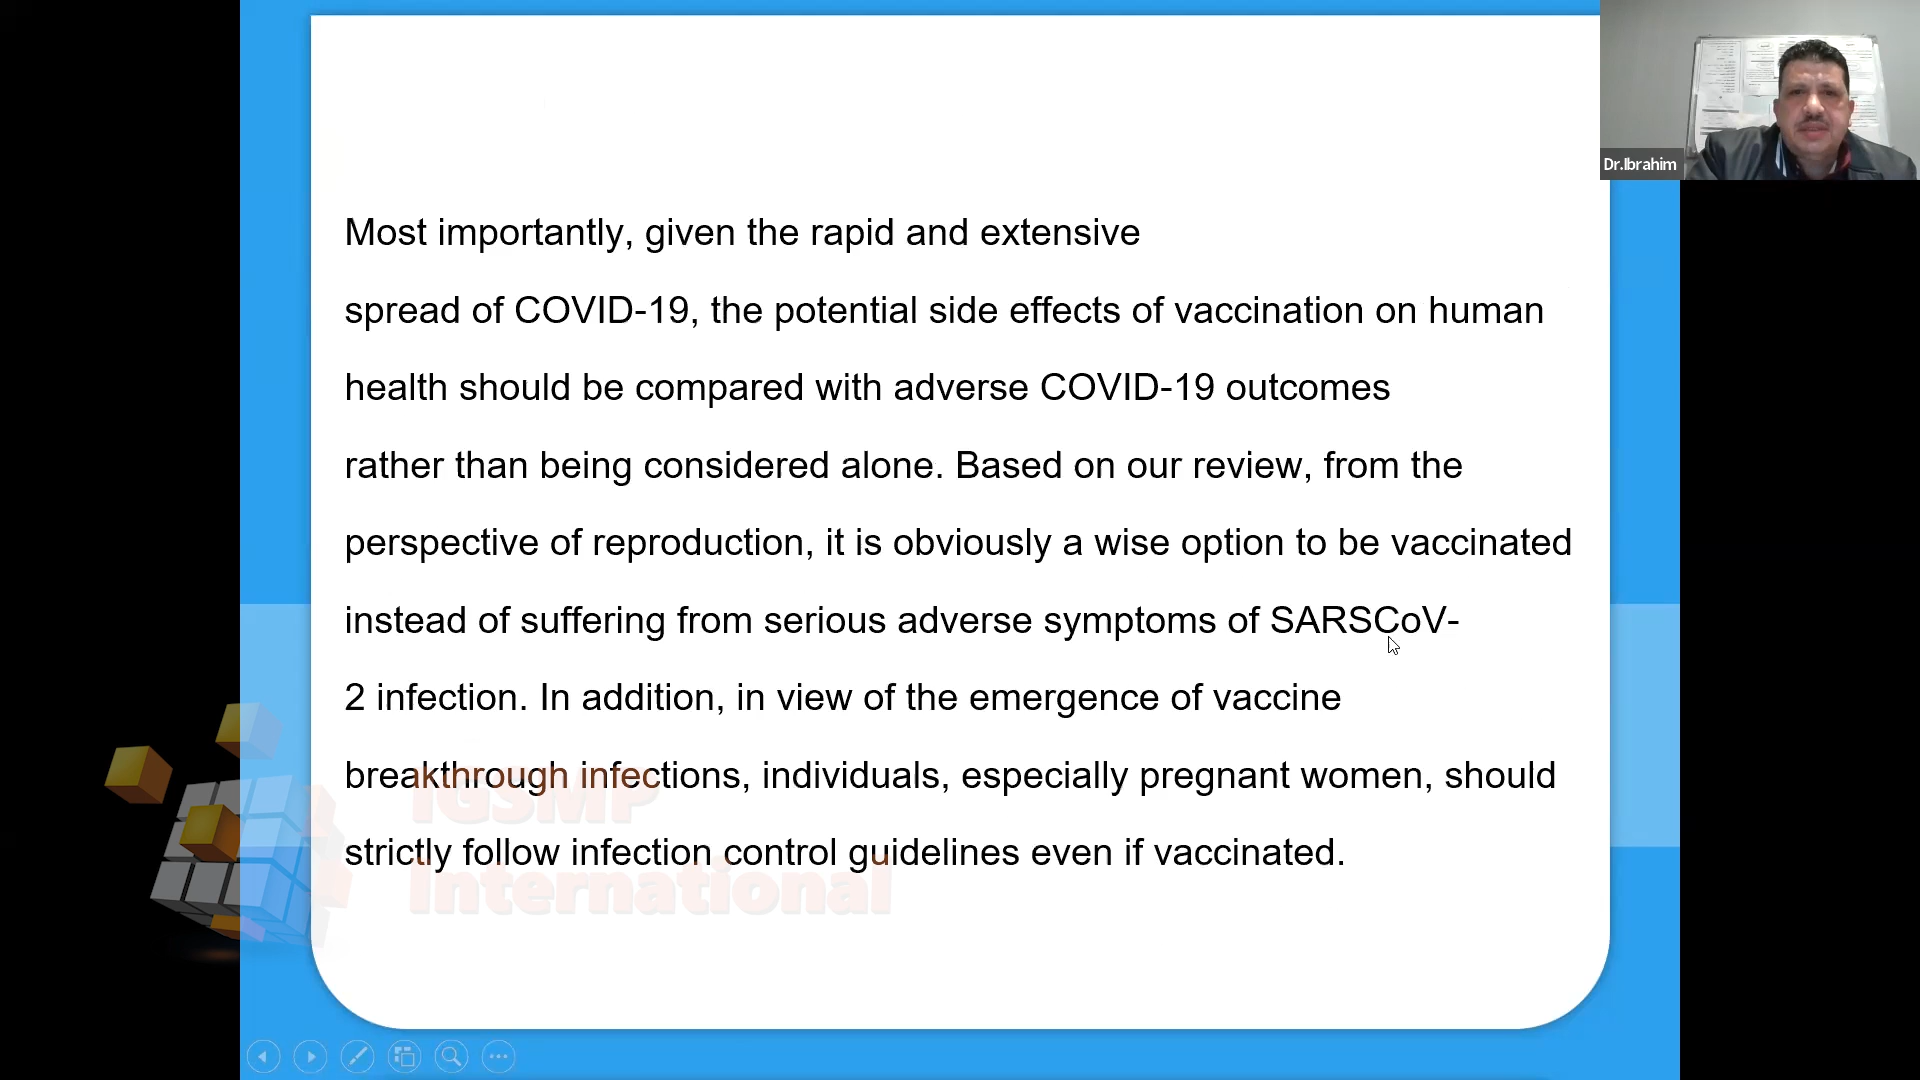 Dr.Ibrahim
Most importantly, given the rapid and extensive
spread of COVID-19, the potential side effects of vaccination on human
health should be compared with adverse COVID-19 outcomes
rather than being considered alone. Based on our review, from the
perspective of reproduction, it is obviously a wise option to be vaccinated
instead of suffering from serious adverse symptoms of SARSCoV-
2 infection. In addition, in view of the emergence of vaccine
breakthrough infections, individuals, especially pregnant women, should
strictly follow infection control guidelines even if vaccinated.
IGSMP
International